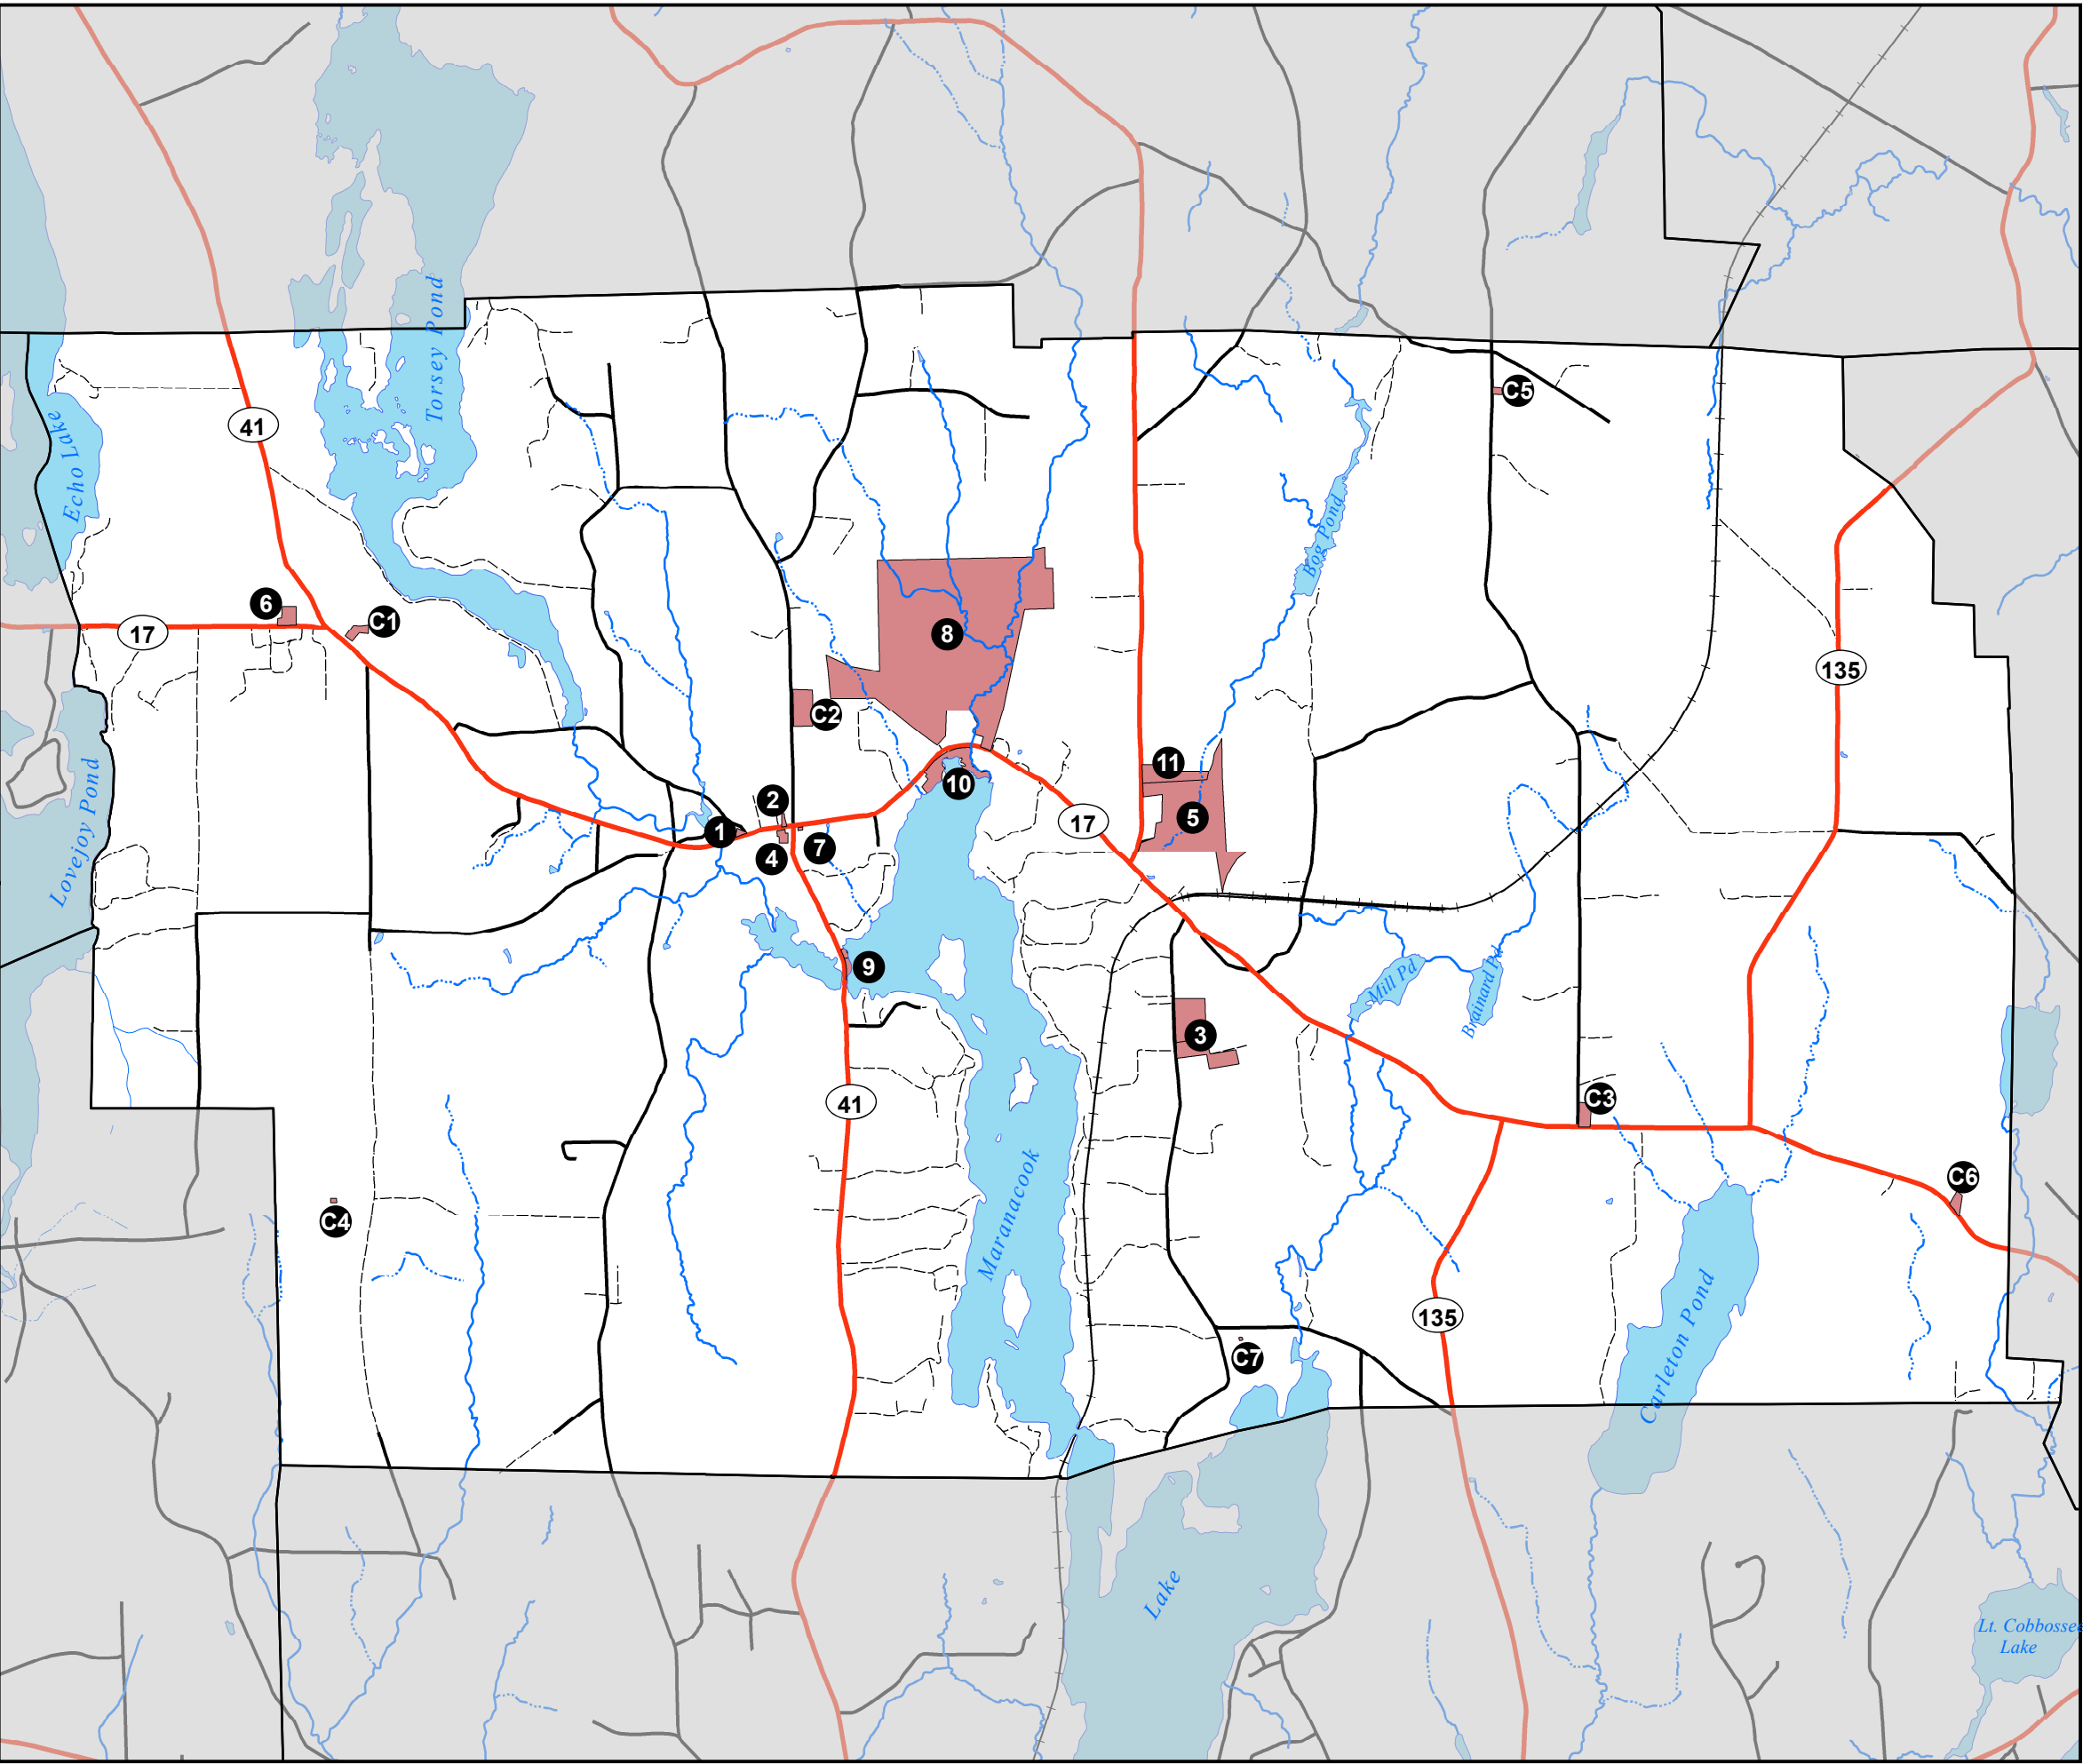 Torsey Pond
C5
41
Echo Lake
Bog Pond
6
C1
17
8
135
C2
11
10
2
5
17
1
7
4
Lovejoy Pond
9
Mill Pd
Brainard Pd
3
41
C3
C6
C4
Maranacook
135
C7
Carleton Pond
Lake
Lt. Cobbossee
Lake